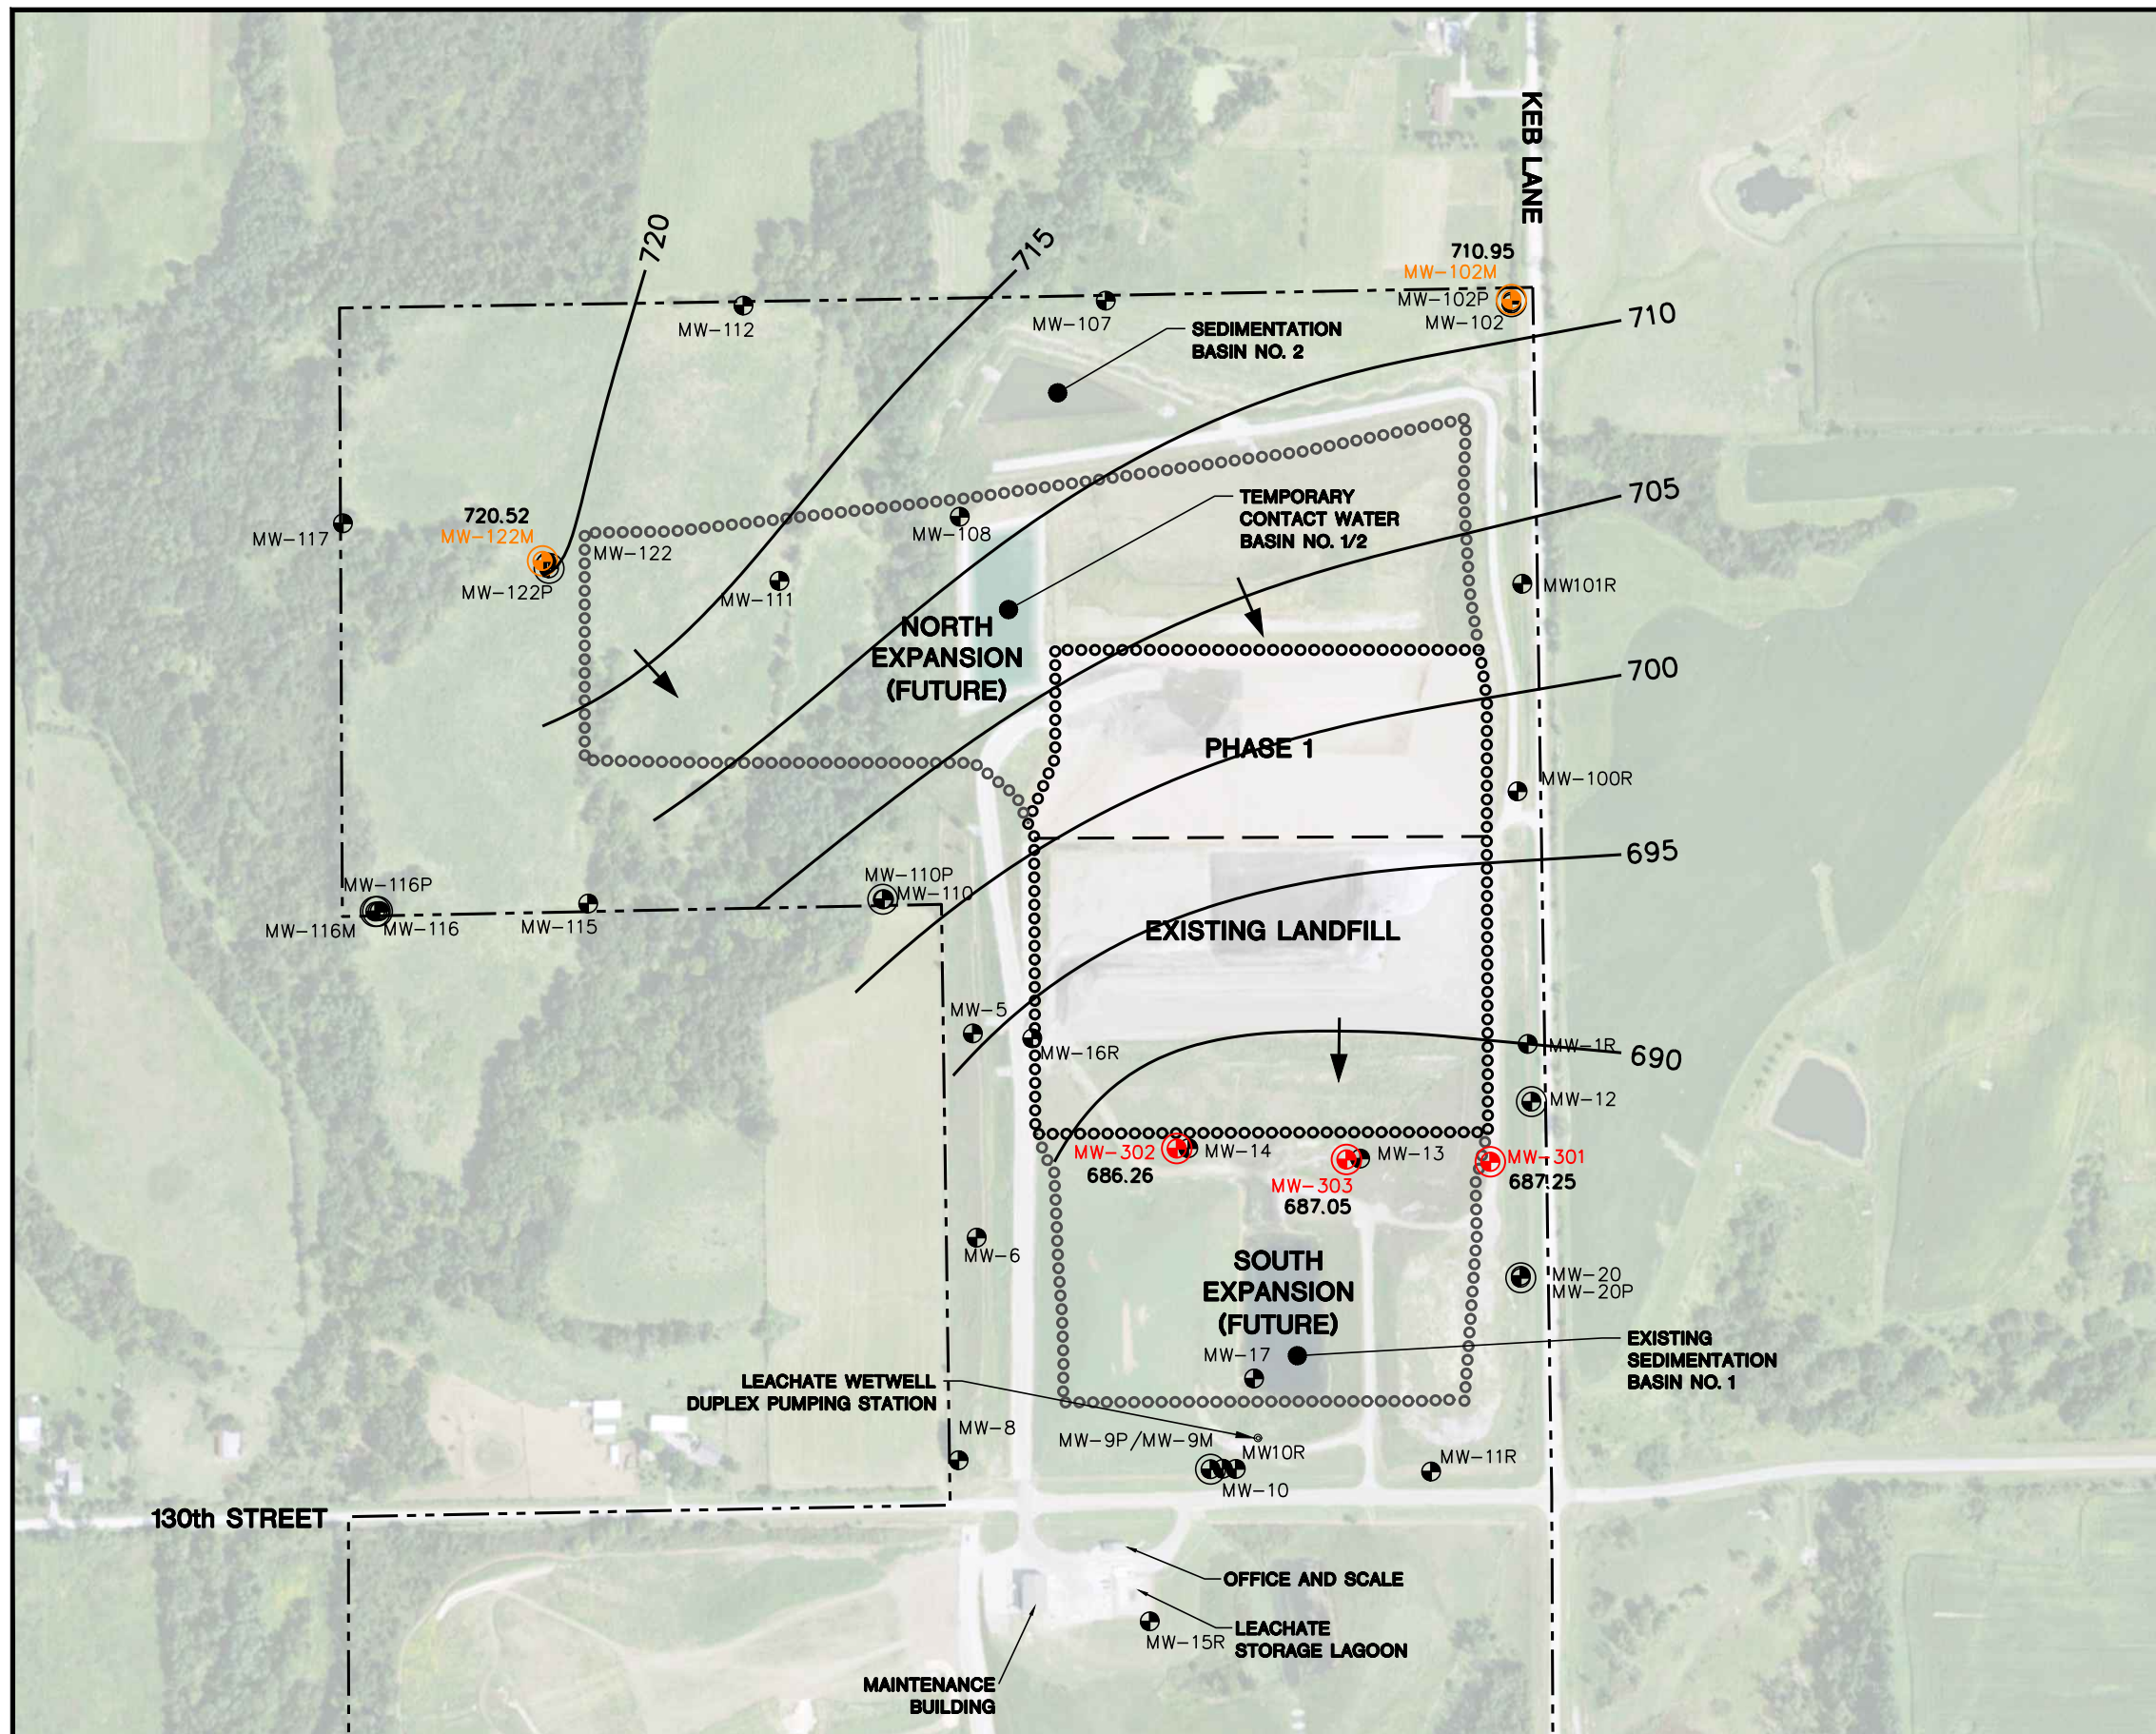 KEB LANE
720
715
710.95
MW-102M
MW-102P
MW-102
710
MW-112
MW-107
SEDIMENTATION
BASIN NO. 2
705
TEMPORARY
CONTACT WATER
BASIN NO. 1/2
MW-117
720.52
MW-122M
MW-122
MW-122P
MW-108
MW-111
MW101R
NORTH
EXPANSION
(FUTURE)
700
PHASE 1
MW-100R
695
MW-116P
MW-116M
MW-116
MW-115
MW-110P
MW-110
EXISTING LANDFILL
MW-5
MW-16R
MW-1R
690
MW-12
MW-302
686.26
MW-14
MW-13
MW-303
687.05
MW-301
687.25
MW-6
SOUTH
EXPANSION
(FUTURE)
MW-20
MW-20P
EXISTING
SEDIMENTATION
BASIN NO. 1
MW-17
LEACHATE WETWELL
DUPLEX PUMPING STATION
MW-8
MW-9P/MW-9M
MW10R
MW-10
MW-11R
130th STREET
OFFICE AND SCALE
LEACHATE
STORAGE LAGOON
MW-15R
MAINTENANCE
BUILDING